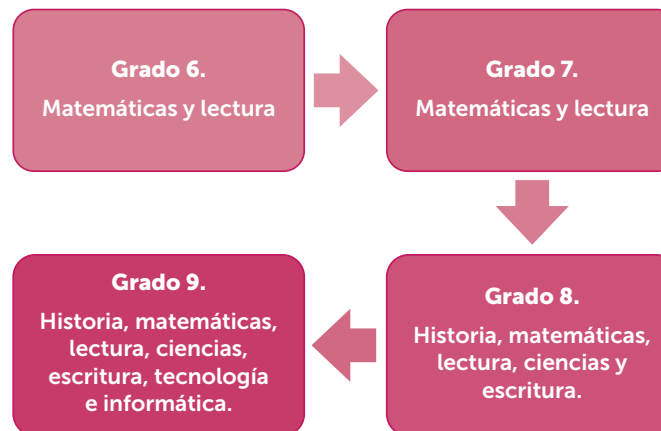 Grado 6.
Matemáticas y lectura
Grado 7.
Matemáticas y lectura
Grado 8.
Historia, matemáticas,
lectura, ciencias y
escritura.
Grado 9.
Historia, matemáticas,
lectura, ciencias,
escritura, tecnología
e informática.